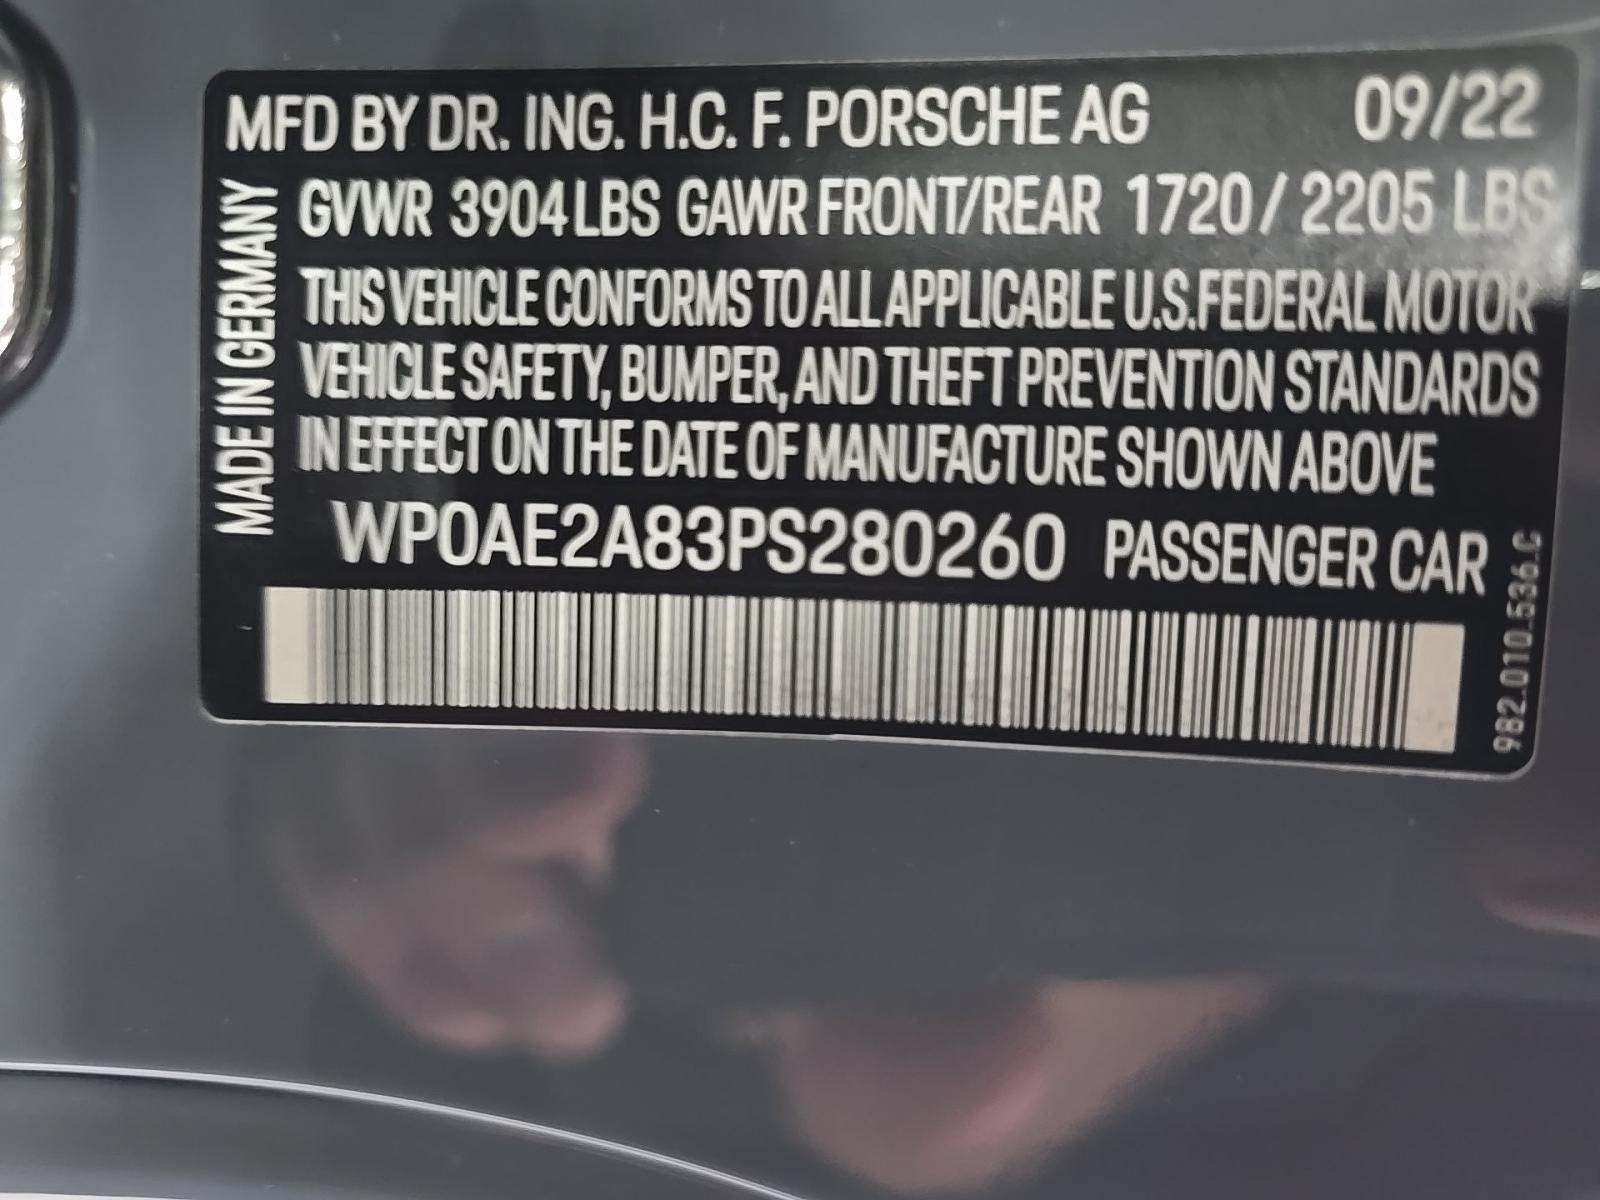 MFD BY DR. ING. H.C. F. PORSCHE AG 09/22
MADE IN GERMANY
GVWR 3904 LBS GAWR FRONT/REAR 1720 / 2205 LBS
THIS VEHICLE CONFORMS TO ALL APPLICABLE U.S. FEDERAL MOTOR
VEHICLE SAFETY, BUMPER, AND THEFT PREVENTION STANDARDS
IN EFFECT ON THE DATE OF MANUFACTURE SHOWN ABOVE
WP0AE2A83PS280260 PASSENGER CAR
982.010.536.C